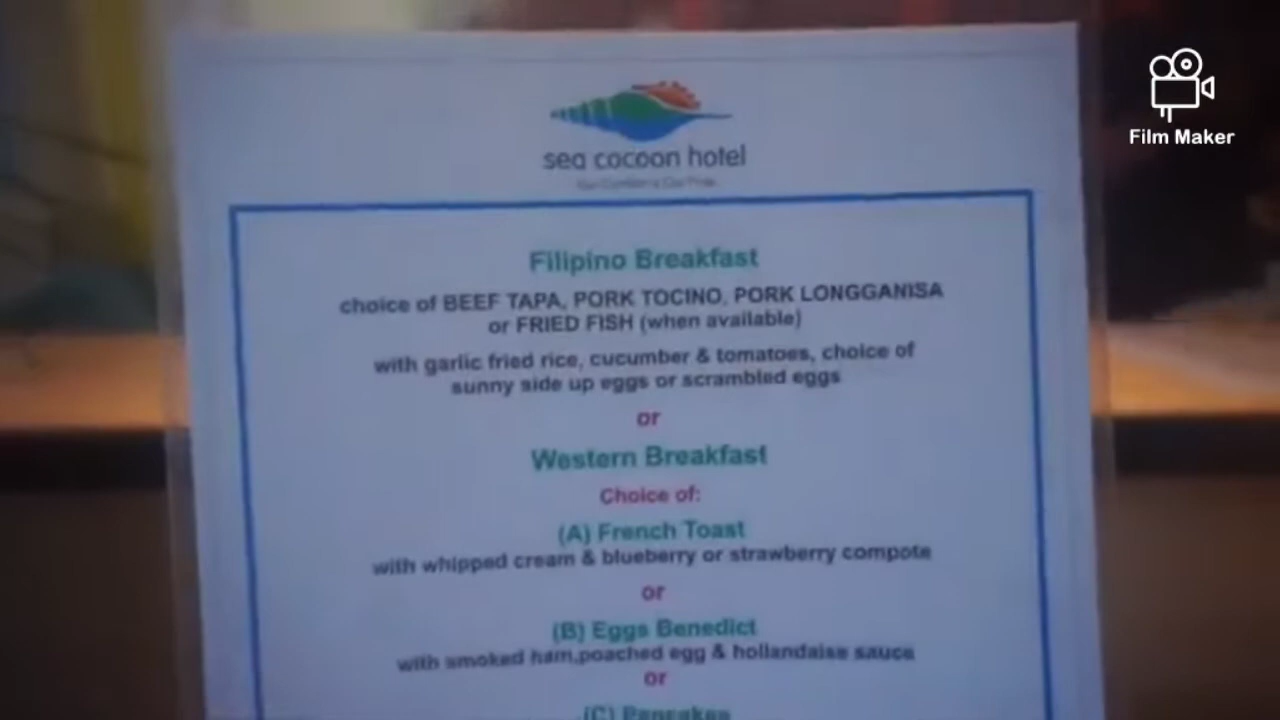 Film Maker
sea cocoon hotel
Filipino Breakfast
choice of BEEF TAPA, PORK TOCINO, PORK LONGGANISA
or FRIED FISH (when available)
with garlic fried rice, cucumber & tomatoes, choice of
sunny side up eggs or scrambled eggs
or
Western Breakfast
Choice of:
(A) French Toast
with whipped cream & blueberry or strawberry compote
or
(B) Eggs Benedict
with smoked ham,poached egg & hollandaise sauce
or
(C) Pancakes